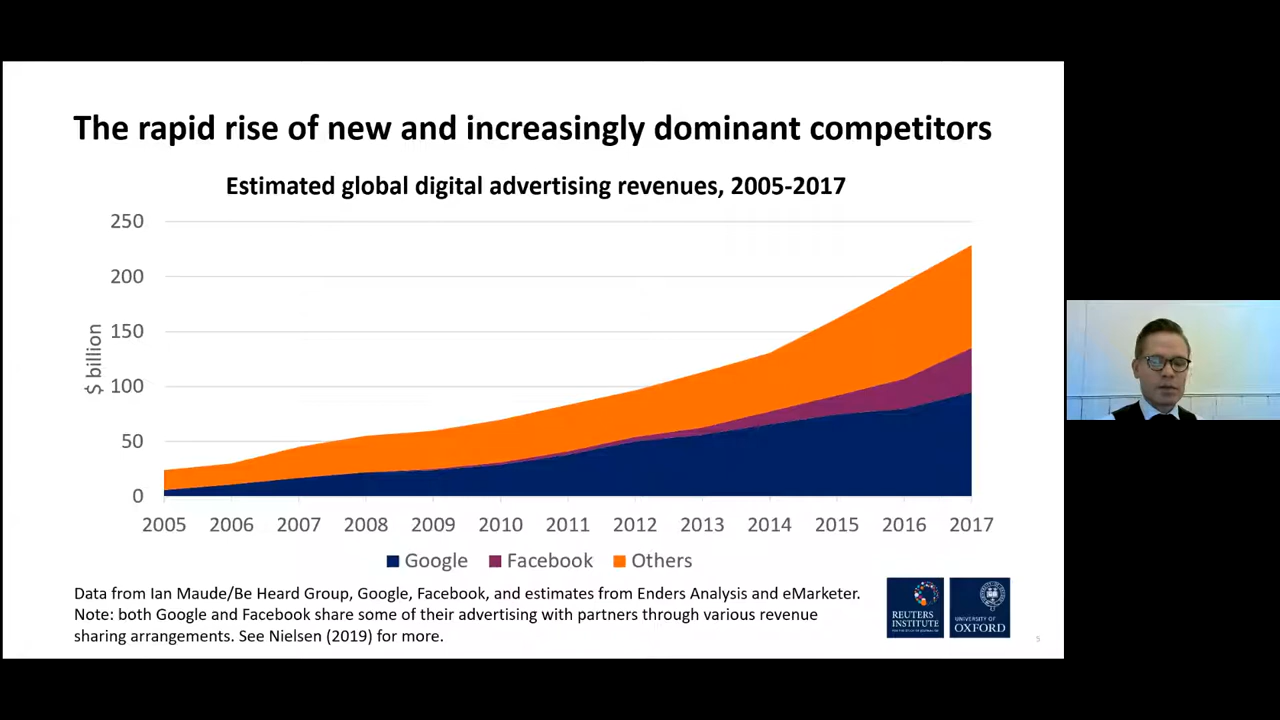 The rapid rise of new and increasingly dominant competitors
Estimated global digital advertising revenues, 2005-2017
250
200
150
100
50
0
$ billion
2005 2006 2007 2008 2009 2010 2011 2012 2013 2014 2015 2016 2017
Google Facebook Others
Data from Ian Maude/Be Heard Group, Google, Facebook, and estimates from Enders Analysis and eMarketer.
Note: both Google and Facebook share some of their advertising with partners through various revenue
sharing arrangements. See Nielsen (2019) for more.
REUTERS
INSTITUTE
UNIVERSITY OF
OXFORD
5